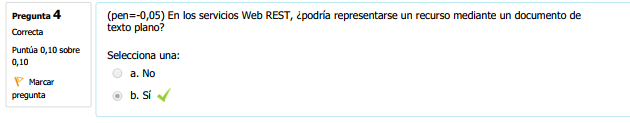 Pregunta 4
Correcta
Puntúa 0,10 sobre
0,10
Marcar
pregunta
(pen=-0,05) En los servicios Web REST, ¿podría representarse un recurso mediante un documento de
texto plano?
Selecciona una:
a. No
b. Sí